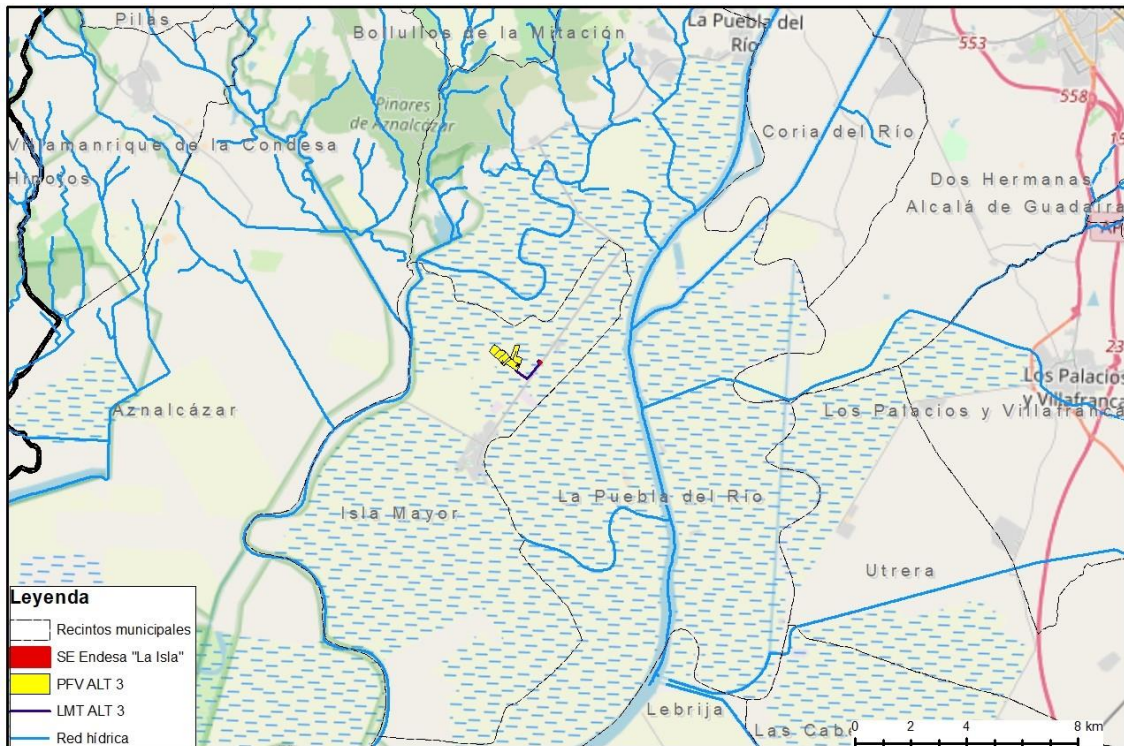 Pilas
Bollullos de la Mitación
La Puebla del
Río
553
558
Pinares
de Aznalcázar
Coria del Río
Villamanrique de la Condesa
Hinojos
Dos Hermanas
Alcalá de Guadaira
Aznalcázar
Los Palacios
y Villafranca
Los Palacios y Villafranca
La Puebla del Río
Isla Mayor
Utrera
Lebrija
Las Cabe
Leyenda
Recintos municipales
SE Endesa "La Isla"
PFV ALT 3
LMT ALT 3
Red hídrica
0 2 4 8 km